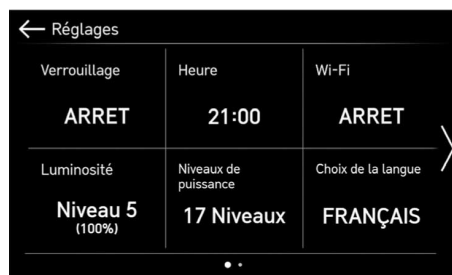 Réglages
Verrouillage
ARRET
Heure
21:00
Wi-Fi
ARRET
Luminosité
Niveau 5
(100%)
Niveaux de
puissance
17 Niveaux
Choix de la langue
FRANÇAIS